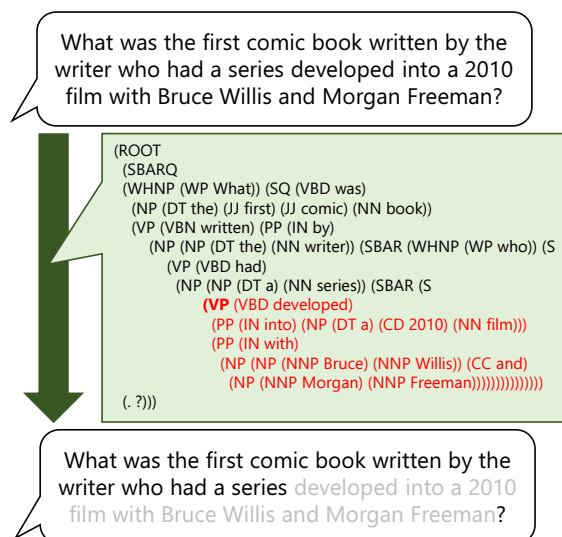 What was the first comic book written by the
writer who had a series developed into a 2010
film with Bruce Willis and Morgan Freeman?
(ROOT
(SBARQ
(WHNP (WP What)) (SQ (VBD was)
(NP (DT the) (JJ first) (JJ comic) (NN book))
(VP (VBN written) (PP (IN by)
(NP (NP (DT the) (NN writer)) (SBAR (WHNP (WP who)) (S
(VP (VBD had)
(NP (NP (DT a) (NN series)) (SBAR (S
(VP (VBD developed)
(PP (IN into) (NP (DT a) (CD 2010) (NN film)))
(PP (IN with)
(NP (NP (NNP Bruce) (NNP Willis)) (CC and)
(NP (NNP Morgan) (NNP Freeman)))))))))))))))
(. ?)))
What was the first comic book written by the
writer who had a series developed into a 2010
film with Bruce Willis and Morgan Freeman?